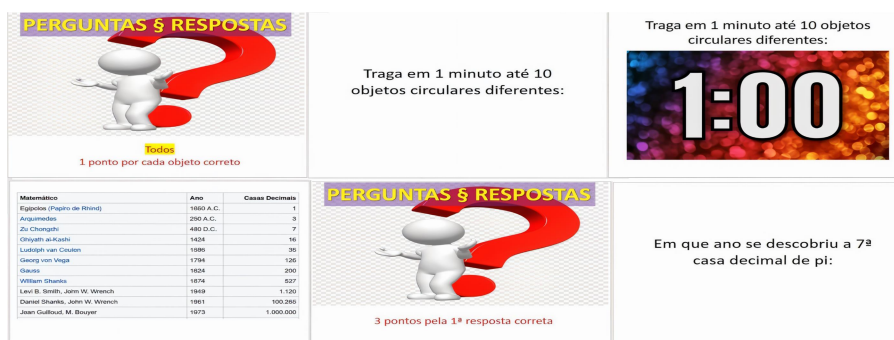 PERGUNTAS § RESPOSTAS
Todos
1 ponto por cada objeto correto
Traga em 1 minuto até 10
objetos circulares diferentes:
Traga em 1 minuto até 10 objetos
circulares diferentes:
1:00
Matemático Ano Casas Decimais
Egípcios (Papiro de Rhind) 1650 A.C. 1
Arquimedes 250 A.C. 3
Zu Chongzhi 480 D.C. 7
Ghiyath al-Kashi 1424 16
Ludolph van Ceulen 1586 35
Georg von Vega 1794 126
Gauss 1824 200
William Shanks 1874 527
Levi B. Smith, John W. Wrench 1949 1.120
Daniel Shanks, John W. Wrench 1961 100.265
Jean Guilloud, M. Bouyer 1973 1.000.000
PERGUNTAS § RESPOSTAS
3 pontos pela 1ª resposta correta
Em que ano se descobriu a 7ª
casa decimal de pi: